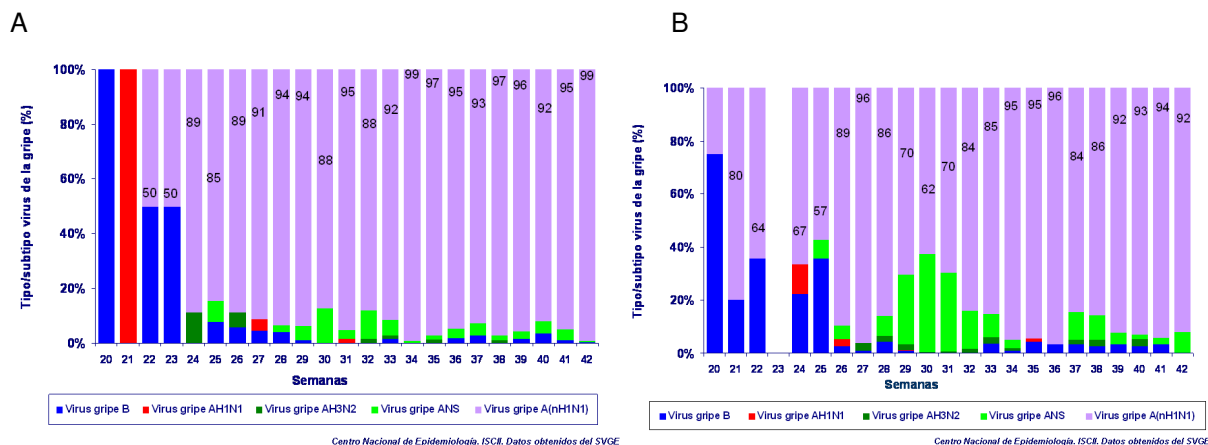 A
Tipo/subtipo virus de la gripe (%)
100%
80%
60%
40%
20%
0%
50 50 89 85 89 91 94 94 88 95 88 92 99 97 95 93 97 96 92 95 99
20 21 22 23 24 25 26 27 28 29 30 31 32 33 34 35 36 37 38 39 40 41 42
Semanas
Virus gripe B Virus gripe AH1N1 Virus gripe AH3N2 Virus gripe ANS Virus gripe A(nH1N1)
Centro Nacional de Epidemiología. ISCII. Datos obtenidos del SVGE
B
Tipo/subtipo virus de la gripe (%)
100%
80%
60%
40%
20%
0%
80 64 67 57 89 96 86 70 62 70 84 85 95 95 96 84 86 92 93 94 92
20 21 22 23 24 25 26 27 28 29 30 31 32 33 34 35 36 37 38 39 40 41 42
Semanas
Virus gripe B Virus gripe AH1N1 Virus gripe AH3N2 Virus gripe ANS Virus gripe A(nH1N1)
Centro Nacional de Epidemiología. ISCII. Datos obtenidos del SVGE